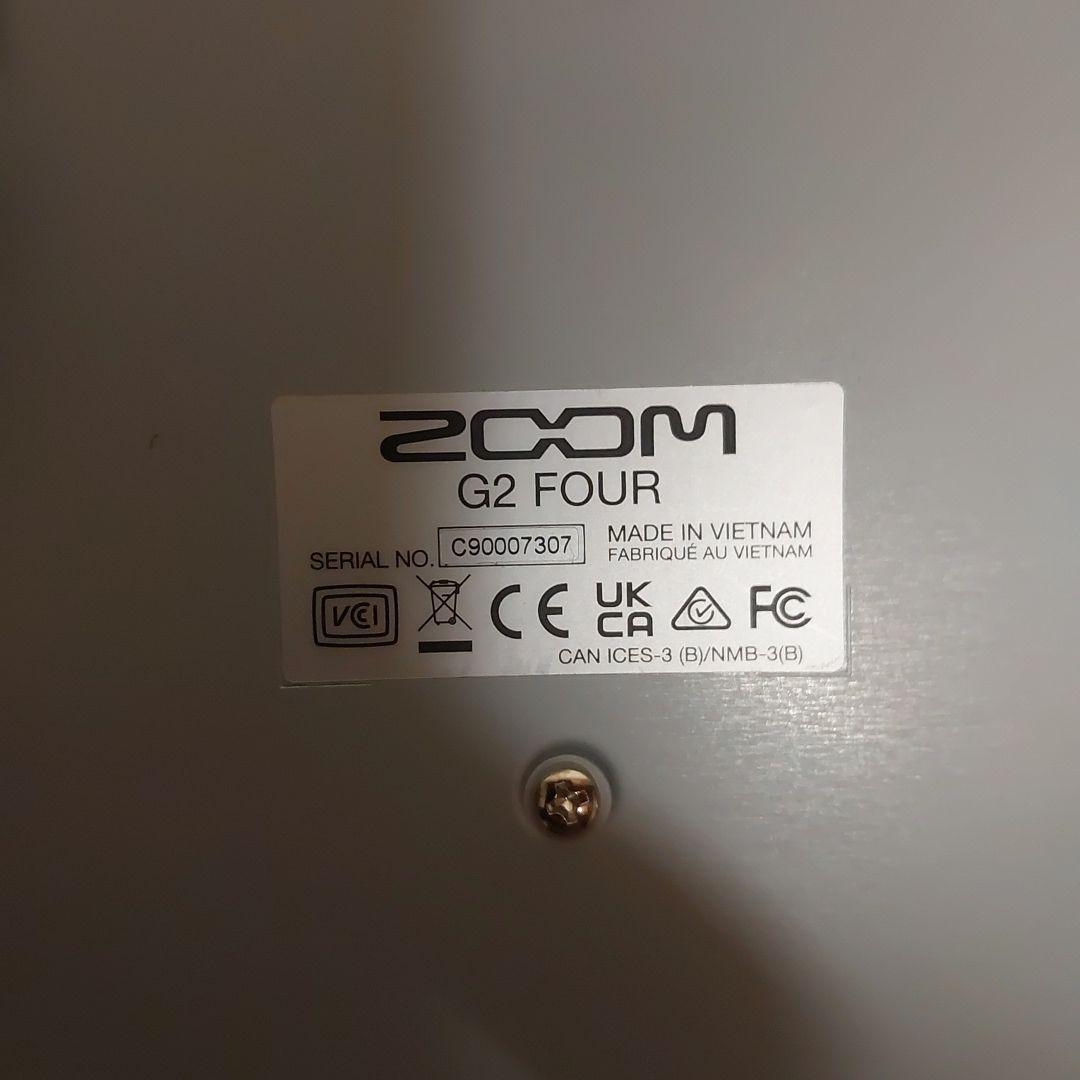 ZOOM
G2 FOUR
SERIAL NO. C90007307
MADE IN VIETNAM
FABRIQUÉ AU VIETNAM
VCCI CE UK CA FC
CAN ICES-3 (B)/NMB-3(B)